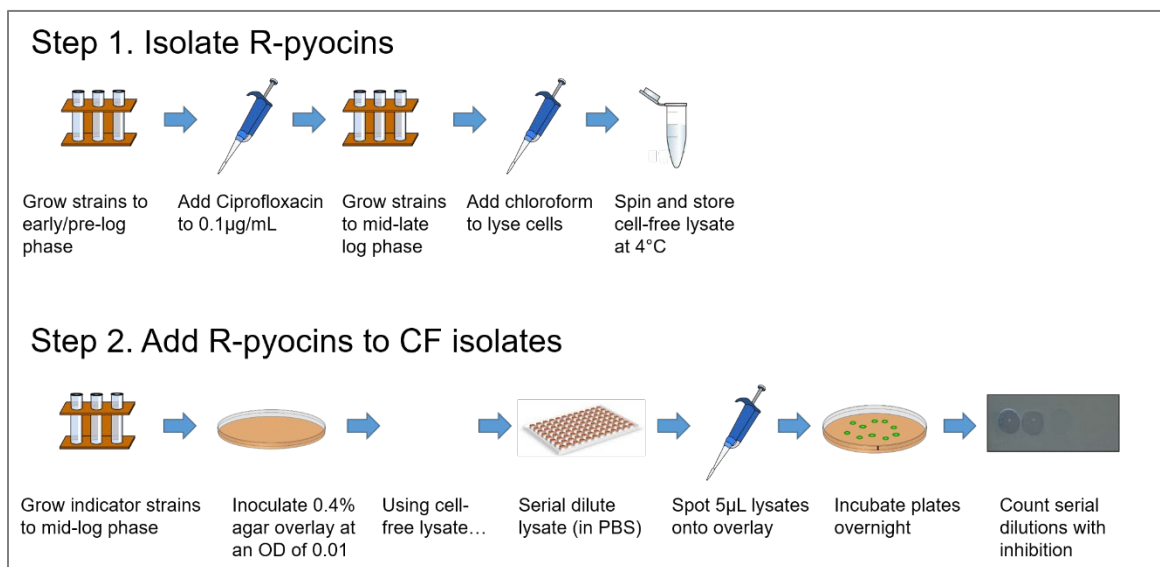 Step 1. Isolate R-pyocins
Grow strains to
early/pre-log
phase
Add Ciprofloxacin
to 0.1µg/mL
Grow strains
to mid-late
log phase
Add chloroform
to lyse cells
Spin and store
cell-free lysate
at 4°C
Step 2. Add R-pyocins to CF isolates
Grow indicator strains
to mid-log phase
Inoculate 0.4%
agar overlay at
an OD of 0.01
Using cell-
free lysate…
Serial dilute
lysate (in PBS)
Spot 5µL lysates
onto overlay
Incubate plates
overnight
Count serial
dilutions with
inhibition